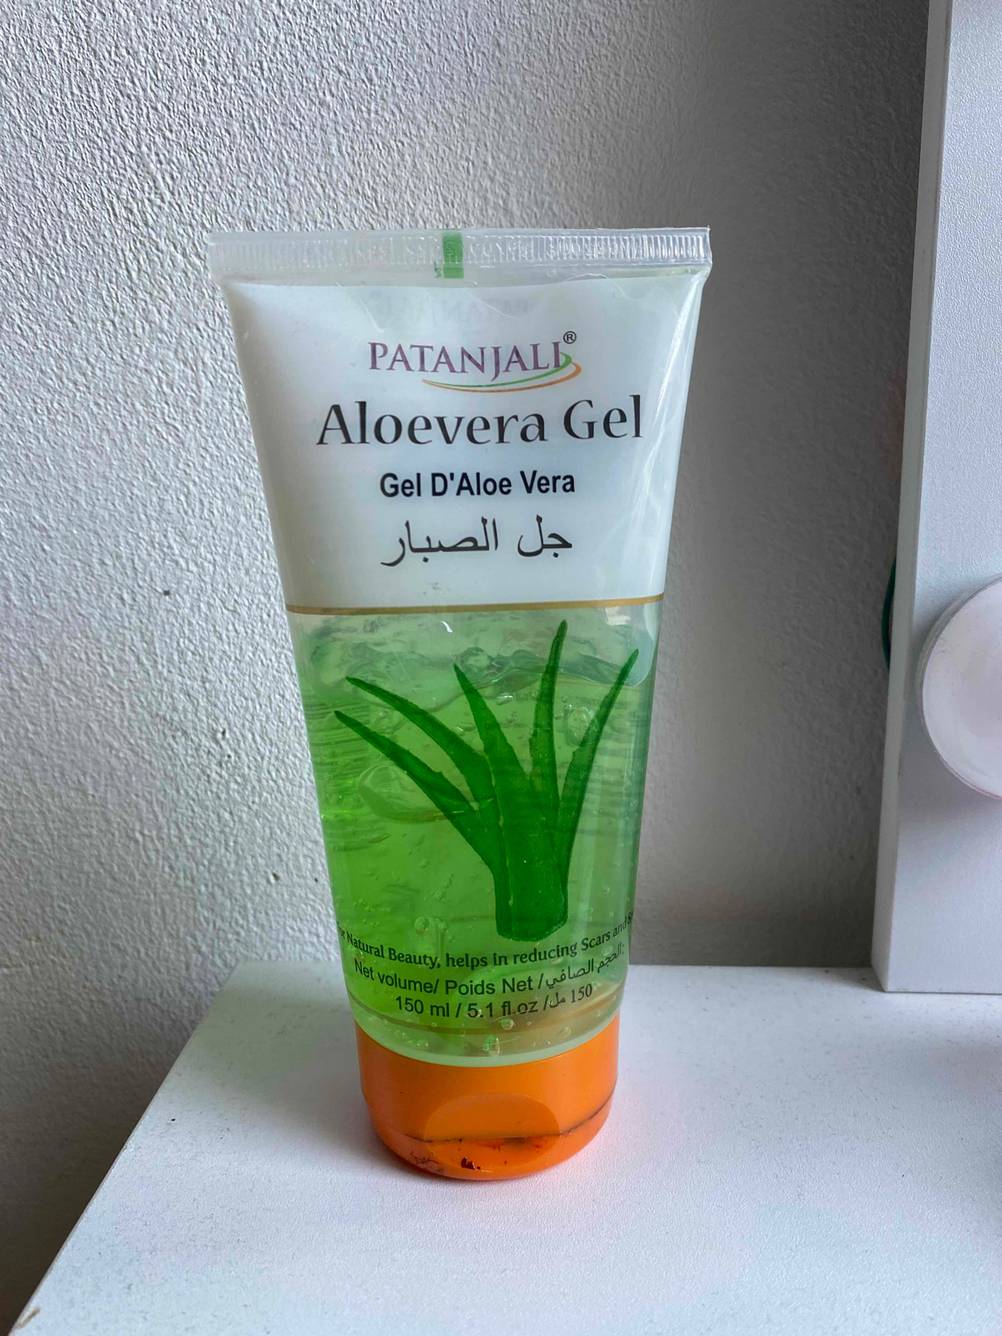 PATANJALI®
Aloevera Gel
Gel D'Aloe Vera
جل الصبار
Natural Beauty, helps in reducing Scars and
Net volume/ Poids Net /الحجم الصافي:
150 ml / 5.1 fl.oz /150 مل